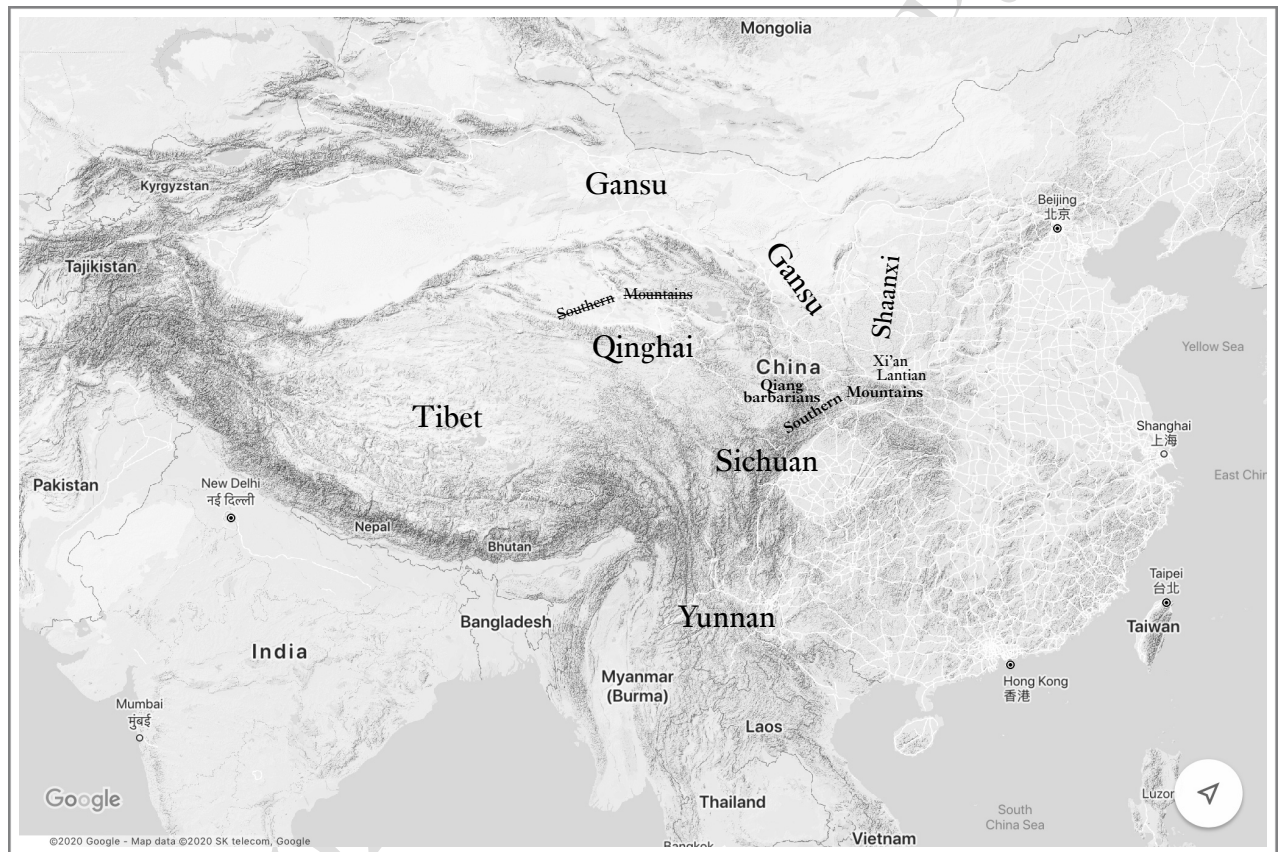 Mongolia
Gansu
Kyrgyzstan
Beijing
北京
Tajikistan
Gansu
Shaanxi
Southern Mountains
Qinghai
Yellow Sea
China
Xi'an
Lantian
Qiang
barbarians
Southern Mountains
Tibet
Shanghai
上海
Sichuan
East Chin
Pakistan
New Delhi
नई दिल्ली
Nepal
Bhutan
Taipei
台北
Taiwan
Yunnan
Bangladesh
India
Myanmar
(Burma)
Hong Kong
香港
Mumbai
मुंबई
Laos
Google
Thailand
Luzon
South
China Sea
©2020 Google - Map data ©2020 SK telecom, Google
Bangkok
Vietnam